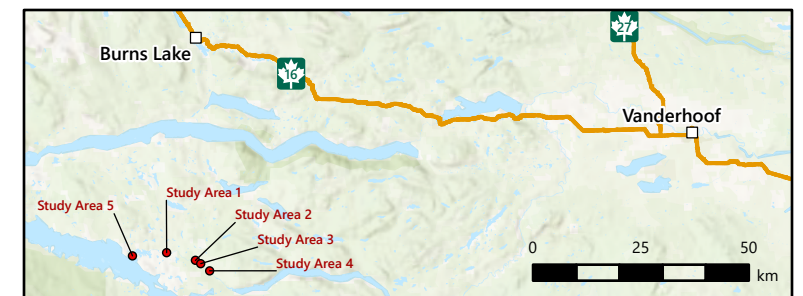 27
Burns Lake
16
Vanderhoof
Study Area 1
Study Area 5
Study Area 2
Study Area 3
Study Area 4
0 25 50
km